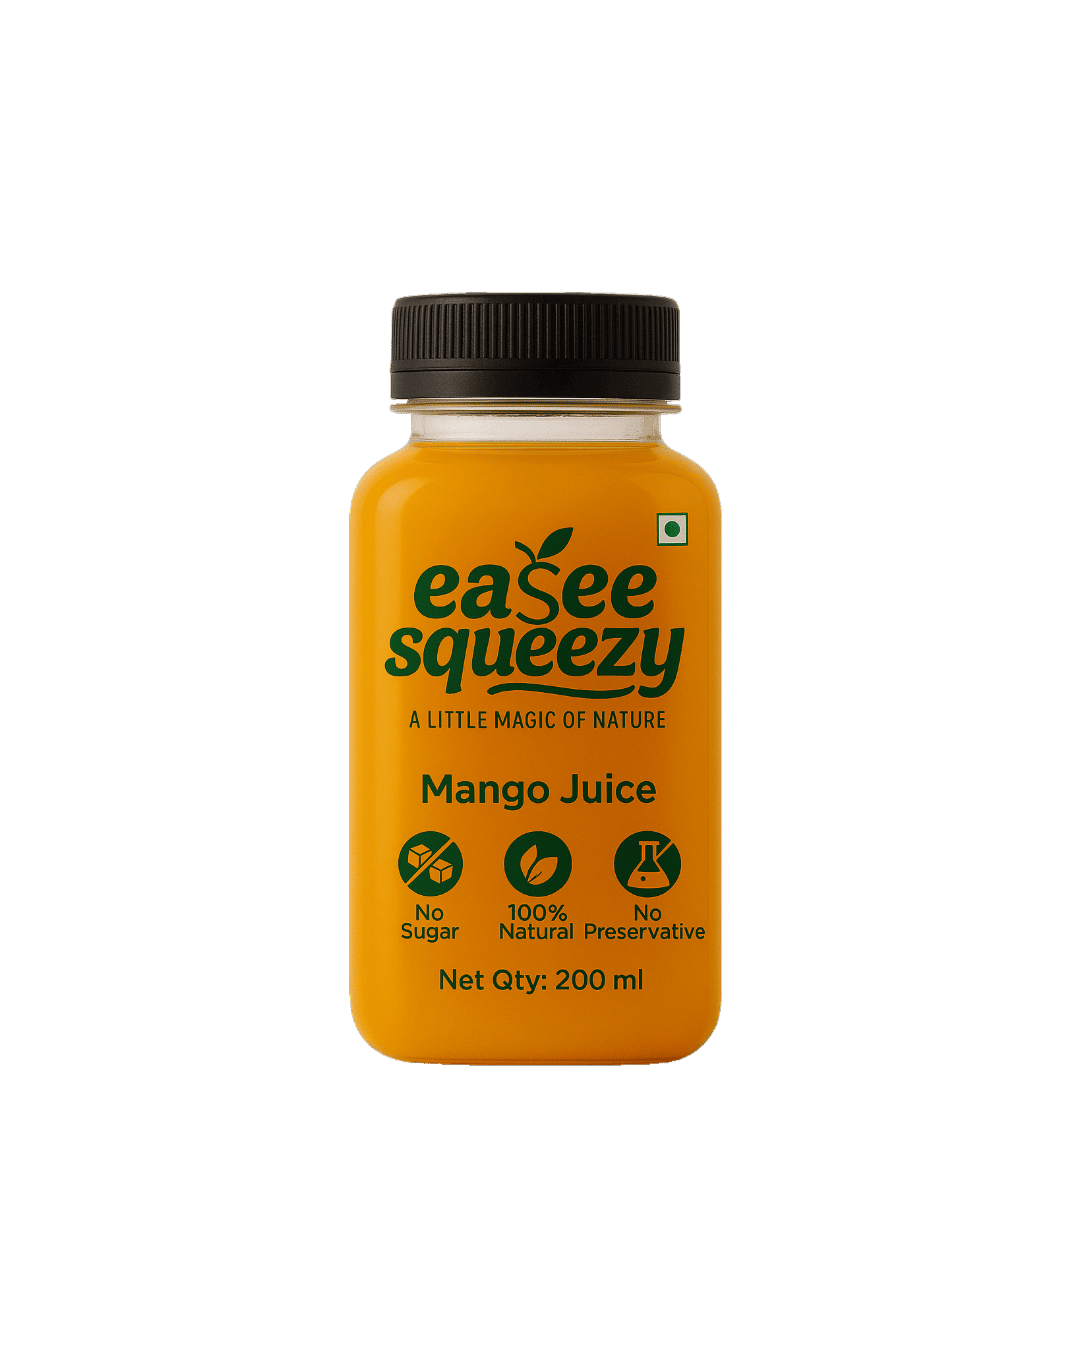 easee
squeezy
A LITTLE MAGIC OF NATURE
Mango Juice
No
Sugar
100%
Natural
No
Preservative
Net Qty: 200 ml